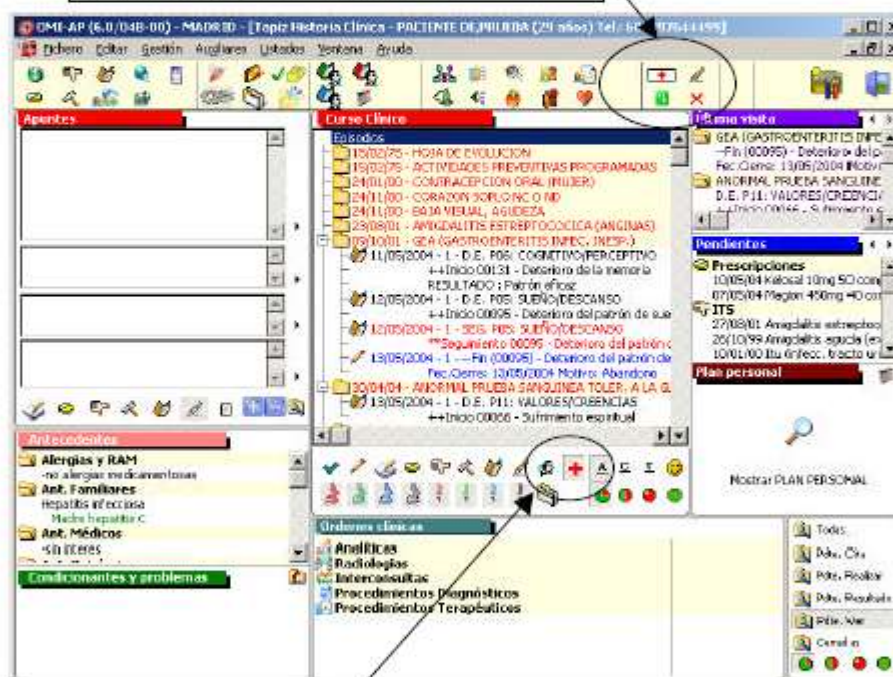 OMI-AP (6.0/04B-00) - MADRID - [Tapiz Historia Clínica - PACIENTE DE,PRUEBA (29 años) Tel:
Fichero Editar Gestión Auxiliares Listados Ventana Ayuda
Apuntes
Curso Clínico
Episodios
15/02/75 - HOJA DE EVOLUCION
15/02/75 - ACTIVIDADES PREVENTIVAS PROGRAMADAS
24/01/00 - CONTRACEPCION ORAL (MUJER)
24/11/00 - CORAZON SOPLO NC O ND
24/11/00 - BAJA VISUAL, AGUDEZA
23/08/01 - AMIGDALITIS ESTREPTOCOCICA (ANGINAS)
09/10/01 - GEA (GASTROENTERITIS INFEC. INESP.)
11/05/2004 - 1 - D.E. P06: COGNITIVO/PERCEPTIVO
++Inicio 00131 - Deterioro de la memoria
RESULTADO : Patrón eficaz
12/05/2004 - 1 - D.E. P05: SUEÑO/DESCANSO
++Inicio 00095 - Deterioro del patrón de sue
12/05/2004 - 1 - SEG. P05: SUEÑO/DESCANSO
**Seguimiento 00095 - Deterioro del patrón
13/05/2004 - 1 ---Fin (00095) - Deterioro del patrón de
Fec.Cierre: 13/05/2004 Motivo: Abandono
30/04/04 - ANORMAL PRUEBA SANGUINEA TOLER. A LA
13/05/2004 - 1 - D.E. P11: VALORES/CREENCIAS
++Inicio 00066 - Sufrimiento espiritual
visita
GEA (GASTROENTERITIS INFE
--Fin (00095) - Deterioro del p
Fec.Cierre: 13/05/2004 Motiv
ANORMAL PRUEBA SANGUINE
D.E. P11: VALORES/CREENCI
++Inicio 00066 - Sufrimiento e
Pendientes
Prescripciones
10/05/04 Kelosal 10mg 50 com
07/05/04 Magion 450mg 40 co
ITS
27/08/01 Amigdalitis estreptoc
26/10/99 Amigdalitis aguda (e
10/01/00 Itu (infecc. tracto u
Plan personal
Mostrar PLAN PERSONAL
Antecedentes
Alergias y RAM
-no alergias medicamentosas
Ant. Familiares
Hepatitis infecciosa
Madre hepatitis C
Ant. Médicos
-sin interes
Condicionantes y problemas
Ordenes clínicas
Analíticas
Radiologías
Interconsultas
Procedimientos Diagnósticos
Procedimientos Terapéuticos
Todas
Pdte. Cita
Pdte. Realizar
Pdte. Resultado
Pdte. Ver
Cerradas